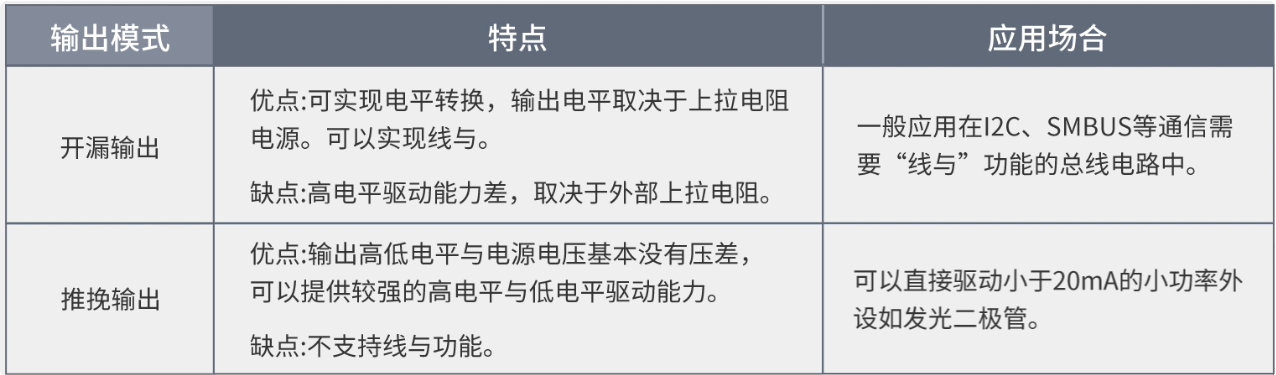 输出模式
特点
应用场合
开漏输出
优点:可实现电平转换，输出电平取决于上拉电阻
电源。可以实现线与。
缺点:高电平驱动能力差，取决于外部上拉电阻。
一般应用在I2C、SMBUS等通信需
要“线与”功能的总线电路中。
推挽输出
优点:输出高低电平与电源电压基本没有压差，
可以提供较强的高电平与低电平驱动能力。
缺点:不支持线与功能。
可以直接驱动小于20mA的小功率外
设如发光二极管。